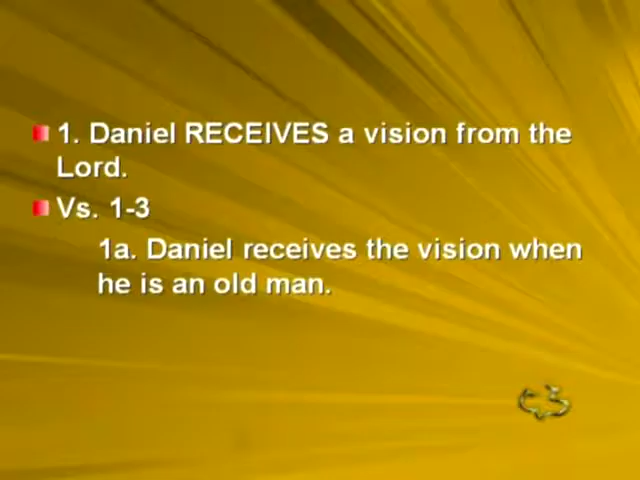 1. Daniel RECEIVES a vision from the
Lord.
Vs. 1-3
1a. Daniel receives the vision when
he is an old man.